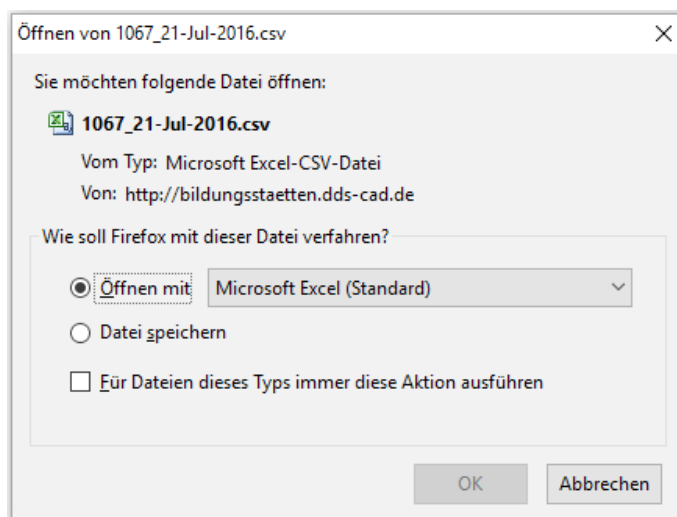 Öffnen von 1067_21-Jul-2016.csv
Sie möchten folgende Datei öffnen:
1067_21-Jul-2016.csv
Vom Typ: Microsoft Excel-CSV-Datei
Von: http://bildungsstaetten.dds-cad.de
Wie soll Firefox mit dieser Datei verfahren?
Öffnen mit Microsoft Excel (Standard)
Datei speichern
Für Dateien dieses Typs immer diese Aktion ausführen
OK Abbrechen